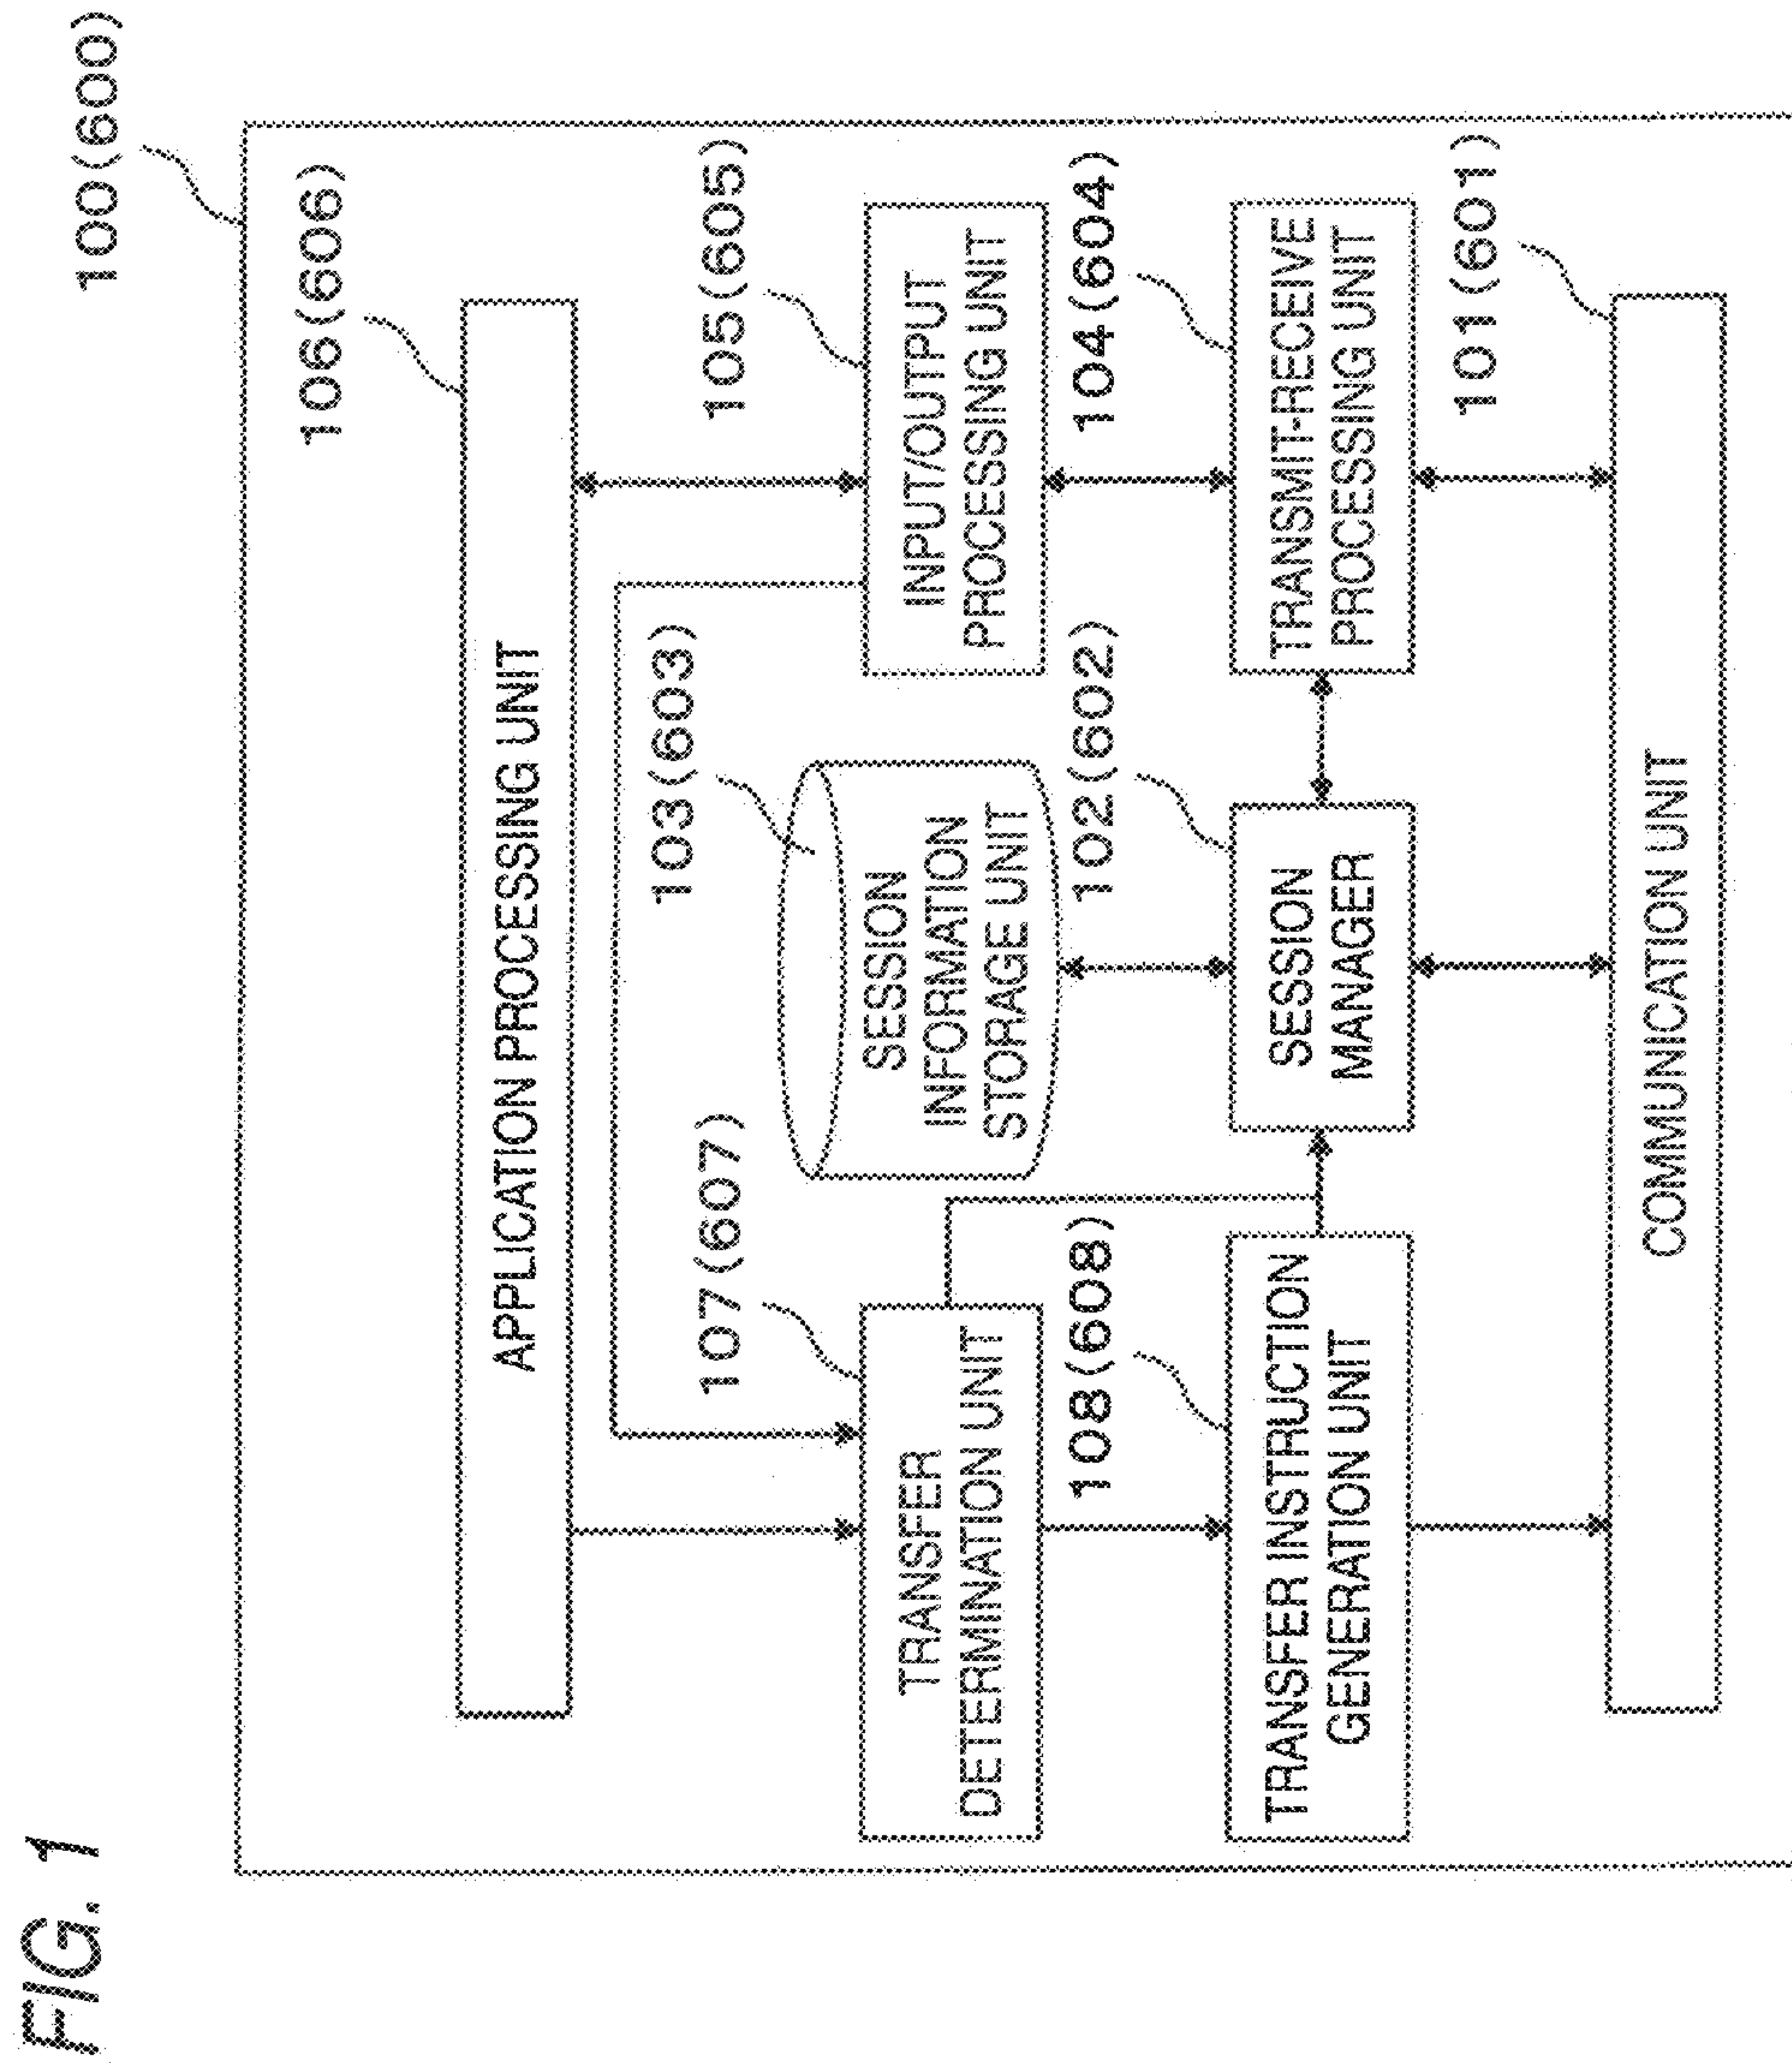 FIG. 1
100(600)
106(606)
APPLICATION PROCESSING UNIT
107(607)
103(603)
105(605)
TRANSFER
DETERMINATION UNIT
SESSION
INFORMATION
STORAGE UNIT
INPUT/OUTPUT
PROCESSING UNIT
108(608)
102(602)
104(604)
TRANSFER INSTRUCTION
GENERATION UNIT
SESSION
MANAGER
TRANSMIT-RECEIVE
PROCESSING UNIT
101(601)
COMMUNICATION UNIT